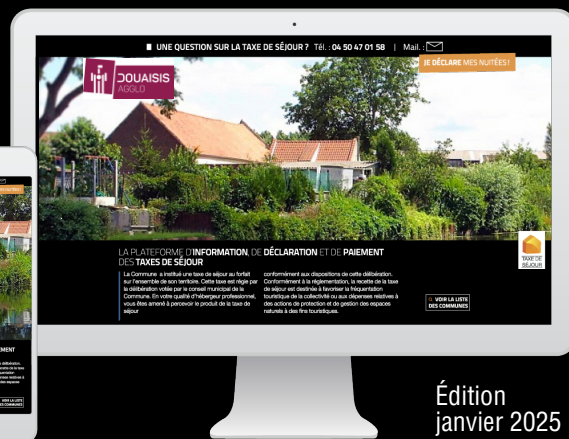 UNE QUESTION SUR LA TAXE DE SÉJOUR ? Tél. : 04 50 47 01 58 | Mail. :
JE DÉCLARE MES NUITÉES !
DOUAISIS
AGGLO
LA PLATEFORME D'INFORMATION, DE DÉCLARATION ET DE PAIEMENT
DES TAXES DE SÉJOUR
La Commune a institué une taxe de séjour au forfait
sur l'ensemble de son territoire. Cette taxe est régie par
la délibération votée par le conseil municipal de la
Commune. En votre qualité d'hébergeur professionnel,
vous êtes amené à percevoir le produit de la taxe de
séjour
conformément aux dispositions de cette délibération.
Conformément à la réglementation, la recette de la taxe
de séjour est destinée à favoriser la fréquentation
touristique de la collectivité ou aux dépenses relatives à
des actions de protection et de gestion des espaces
naturels à des fins touristiques.
TAXE DE
SÉJOUR
VOIR LA LISTE
DES COMMUNES
VOIR LA LISTE
DES COMMUNES
Édition
janvier 2025